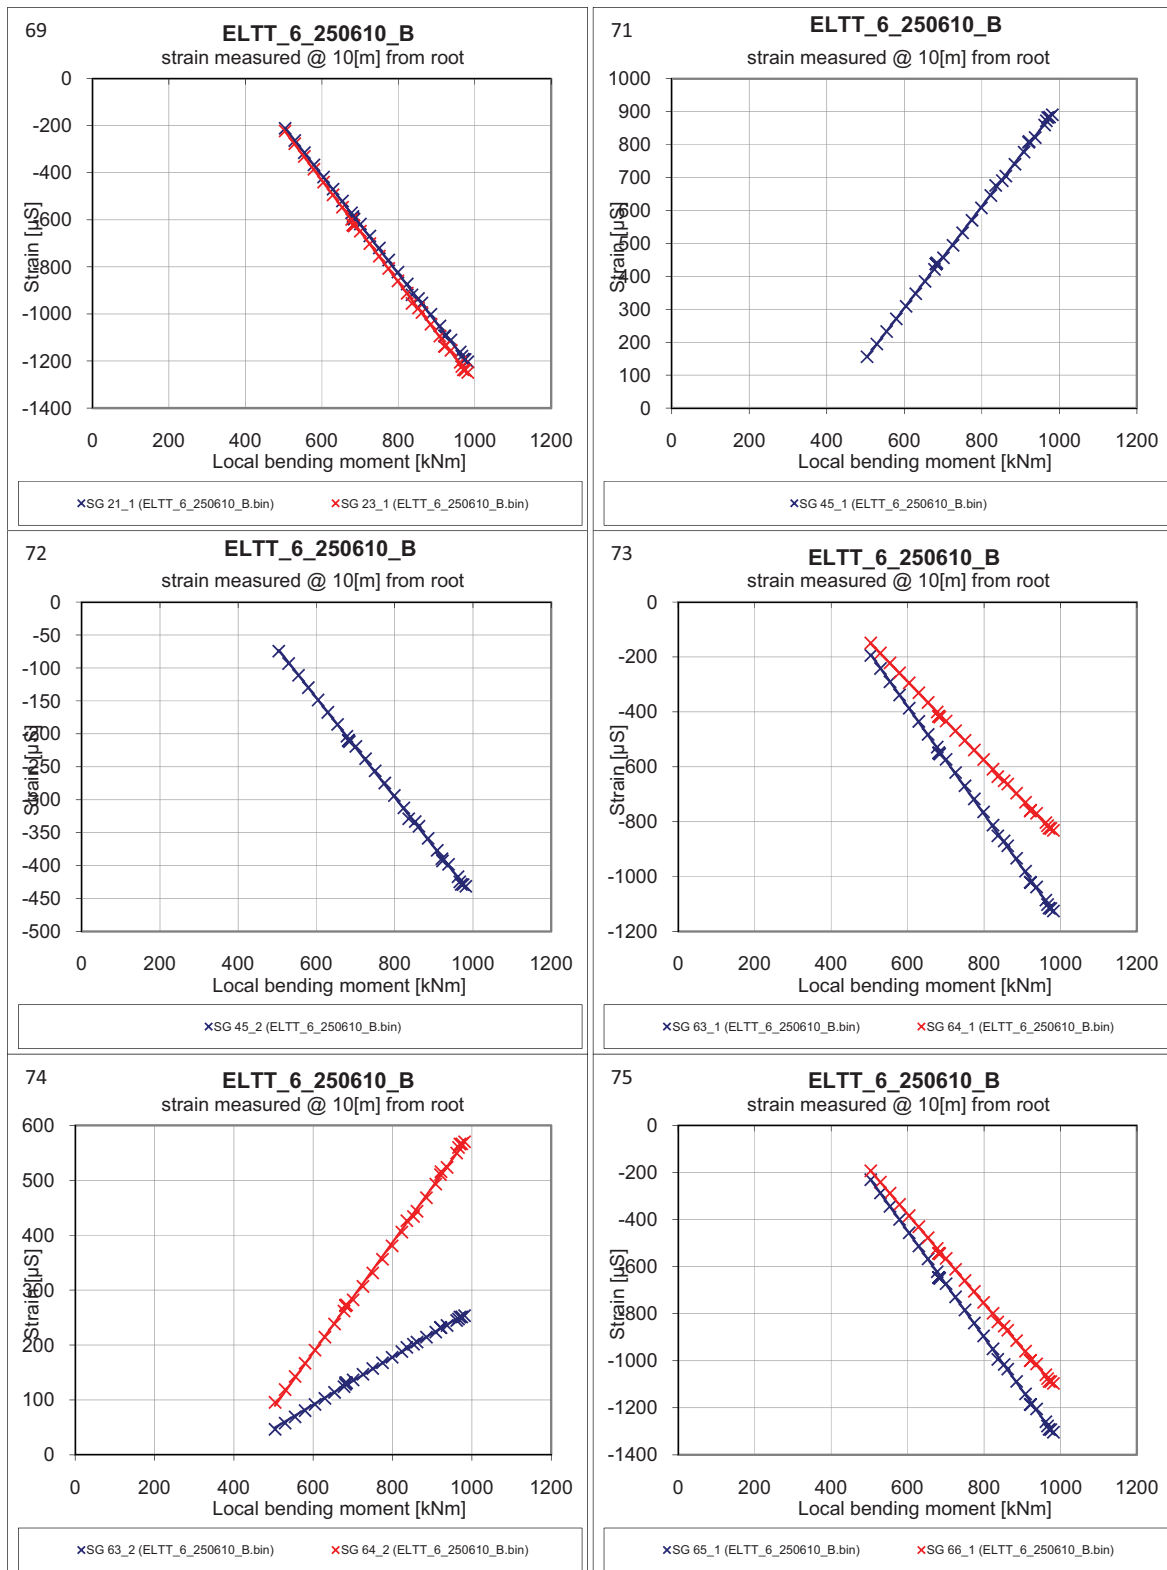 69
ELTT_6_250610_B
strain measured @ 10[m] from root
0
-200
-400
-600
-800
-1000
-1200
-1400
Strain [µS]
0 200 400 600 800 1000 1200
Local bending moment [kNm]
SG 21_1 (ELTT_6_250610_B.bin) SG 23_1 (ELTT_6_250610_B.bin)
71
ELTT_6_250610_B
strain measured @ 10[m] from root
1000
900
800
700
600
500
400
300
200
100
0
Strain [µS]
0 200 400 600 800 1000 1200
Local bending moment [kNm]
SG 45_1 (ELTT_6_250610_B.bin)
72
ELTT_6_250610_B
strain measured @ 10[m] from root
0
-50
-100
-150
-200
-250
-300
-350
-400
-450
-500
Strain [µS]
0 200 400 600 800 1000 1200
Local bending moment [kNm]
SG 45_2 (ELTT_6_250610_B.bin)
73
ELTT_6_250610_B
strain measured @ 10[m] from root
0
-200
-400
-600
-800
-1000
-1200
Strain [µS]
0 200 400 600 800 1000 1200
Local bending moment [kNm]
SG 63_1 (ELTT_6_250610_B.bin) SG 64_1 (ELTT_6_250610_B.bin)
74
ELTT_6_250610_B
strain measured @ 10[m] from root
600
500
400
300
200
100
0
Strain [µS]
0 200 400 600 800 1000 1200
Local bending moment [kNm]
SG 63_2 (ELTT_6_250610_B.bin) SG 64_2 (ELTT_6_250610_B.bin)
75
ELTT_6_250610_B
strain measured @ 10[m] from root
0
-200
-400
-600
-800
-1000
-1200
-1400
Strain [µS]
0 200 400 600 800 1000 1200
Local bending moment [kNm]
SG 65_1 (ELTT_6_250610_B.bin) SG 66_1 (ELTT_6_250610_B.bin)